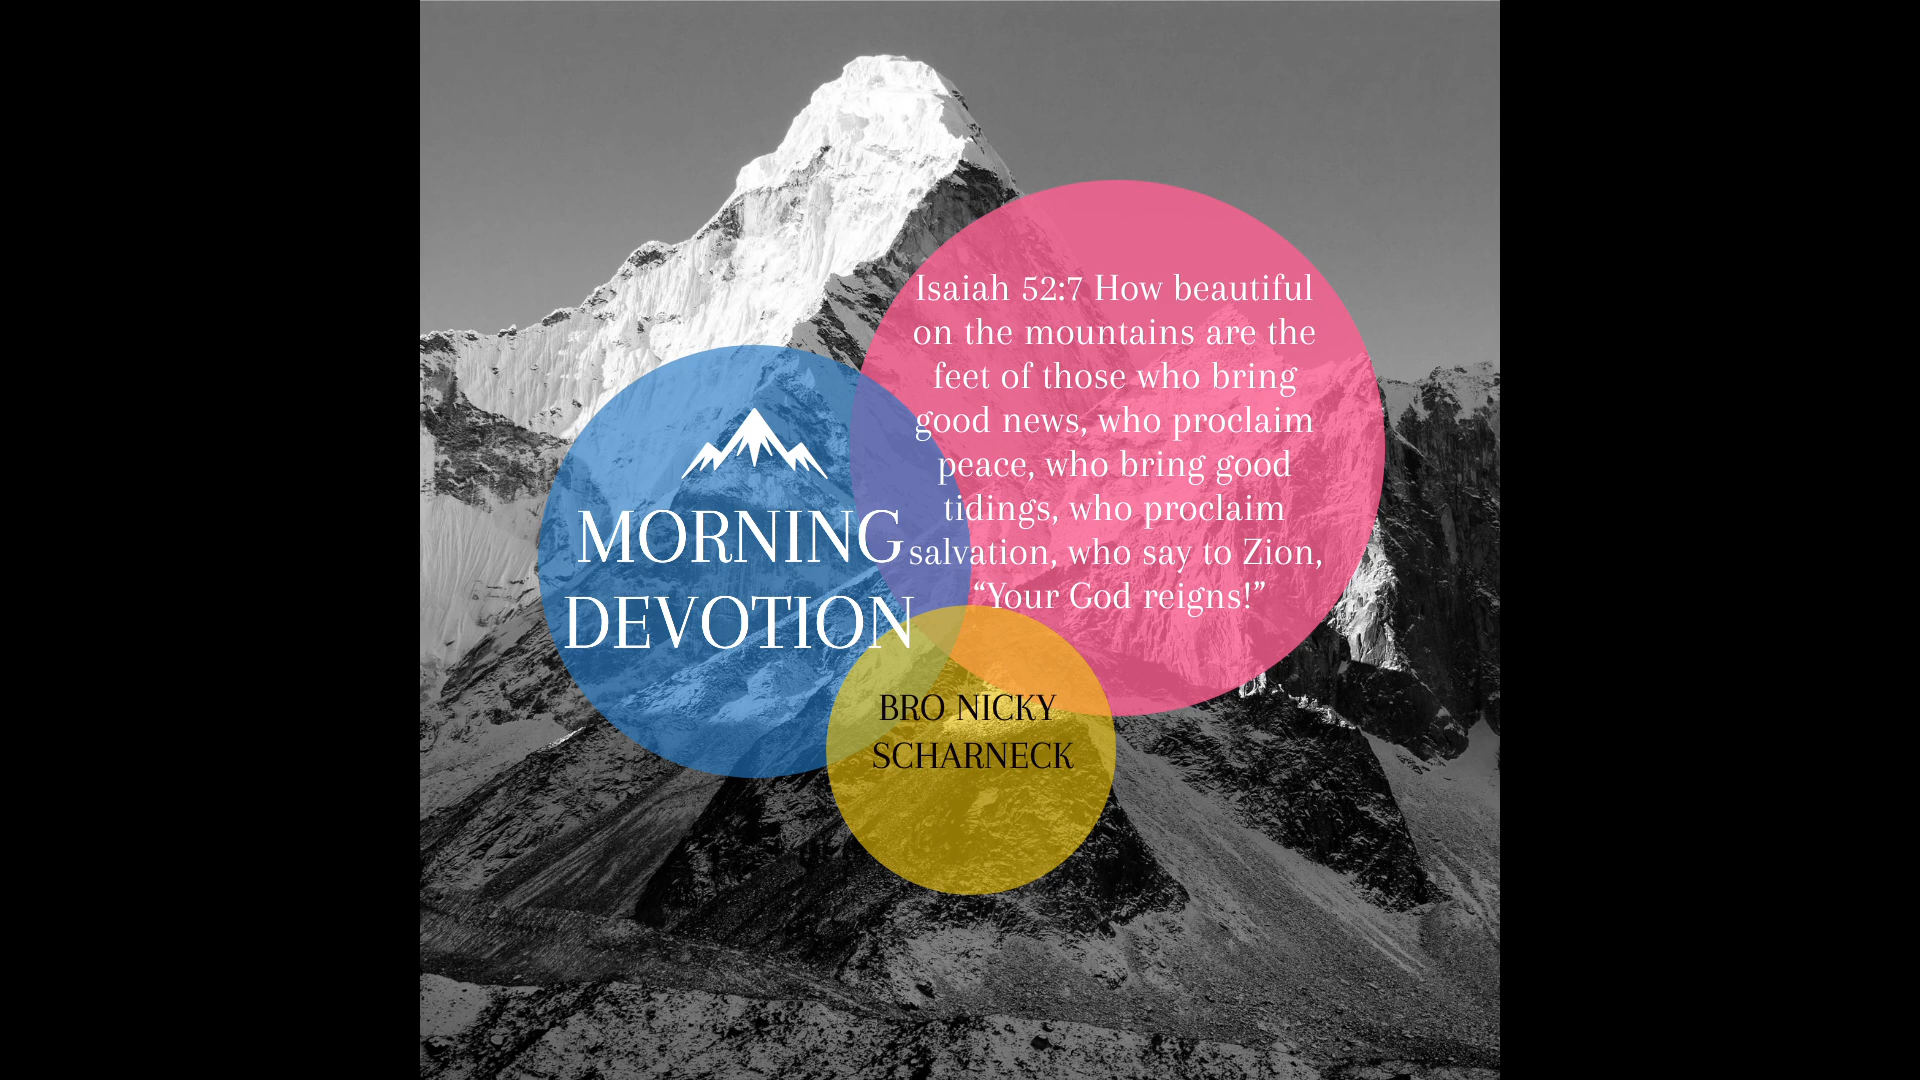 MORNING
DEVOTION
Isaiah 52:7 How beautiful
on the mountains are the
feet of those who bring
good news, who proclaim
peace, who bring good
tidings, who proclaim
salvation, who say to Zion,
“Your God reigns!”
BRO NICKY
SCHARNECK